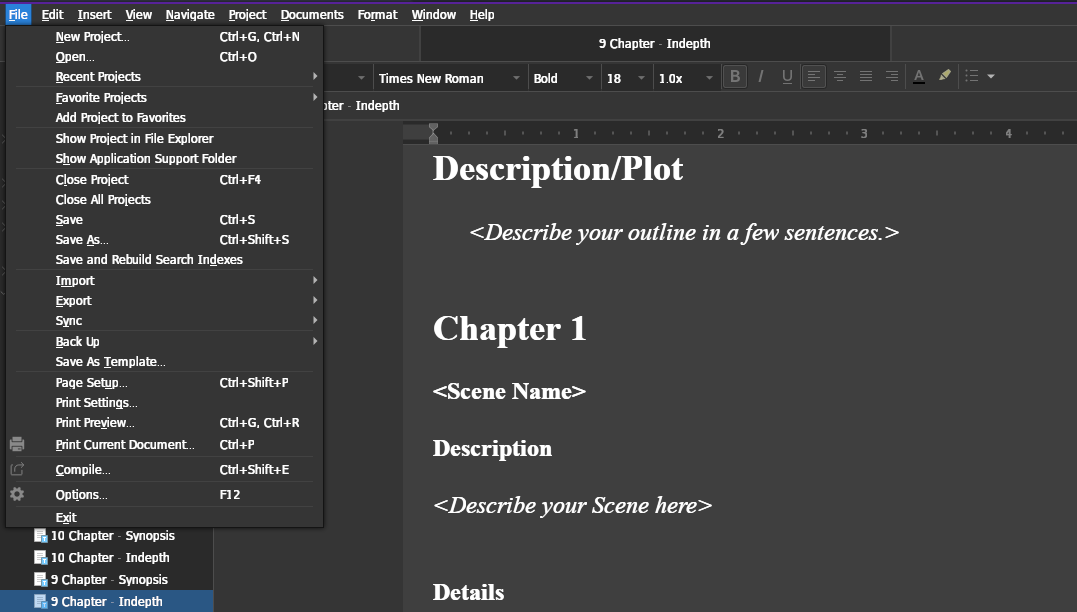 File Edit Insert View Navigate Project Documents Format Window Help
New Project... Ctrl+G, Ctrl+N
Open... Ctrl+O
Recent Projects
Favorite Projects
Add Project to Favorites
Show Project in File Explorer
Show Application Support Folder
Close Project Ctrl+F4
Close All Projects
Save Ctrl+S
Save As... Ctrl+Shift+S
Save and Rebuild Search Indexes
Import
Export
Sync
Back Up
Save As Template...
Page Setup... Ctrl+Shift+P
Print Settings...
Print Preview... Ctrl+G, Ctrl+R
Print Current Document... Ctrl+P
Compile... Ctrl+Shift+E
Options... F12
Exit
10 Chapter - Synopsis
10 Chapter - Indepth
9 Chapter - Synopsis
9 Chapter - Indepth
9 Chapter - Indepth
Times New Roman Bold 18 1.0x B I U A
pter - Indepth
1 2 3 4
Description/Plot
<Describe your outline in a few sentences.>
Chapter 1
<Scene Name>
Description
<Describe your Scene here>
Details